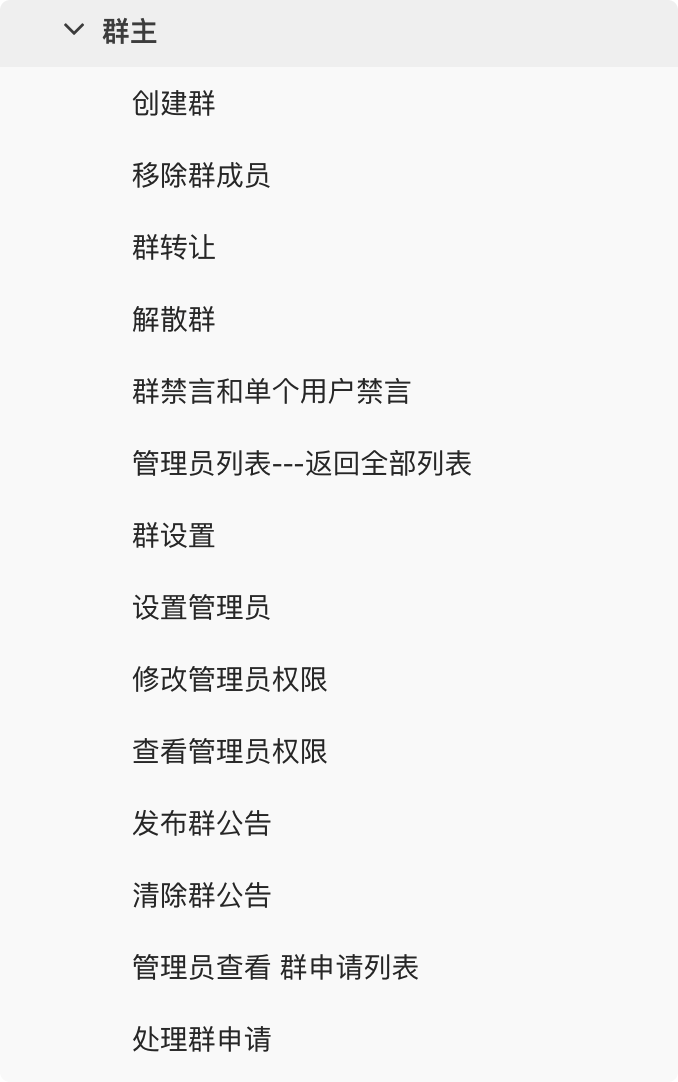 群主
创建群
移除群成员
群转让
解散群
群禁言和单个用户禁言
管理员列表---返回全部列表
群设置
设置管理员
修改管理员权限
查看管理员权限
发布群公告
清除群公告
管理员查看 群申请列表
处理群申请